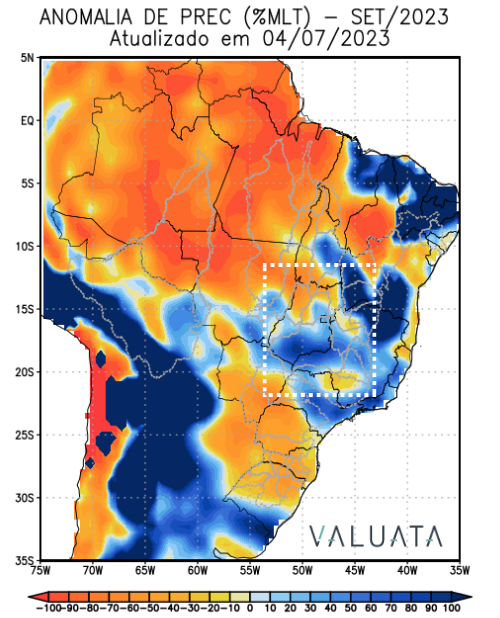 ANOMALIA DE PREC (%MLT) – SET/2023
Atualizado em 04/07/2023
5N
EQ
5S
10S
15S
20S
25S
30S
35S
VALUATA
75W 70W 65W 60W 55W 50W 45W 40W 35W
-100 -90 -80 -70 -60 -50 -40 -30 -20 -10 0 10 20 30 40 50 60 70 80 90 100